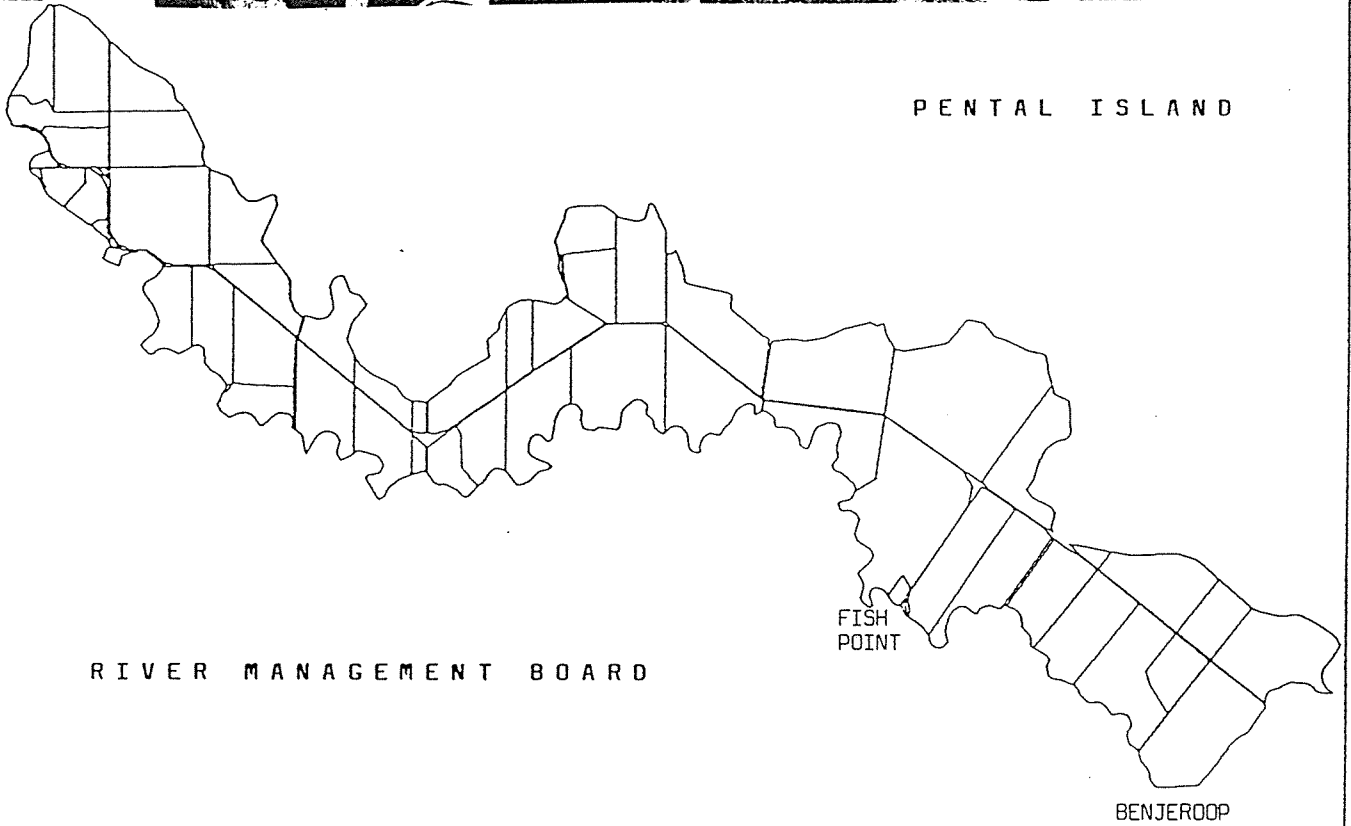 PENTAL ISLAND
FISH
POINT
RIVER MANAGEMENT BOARD
BENJEROOP